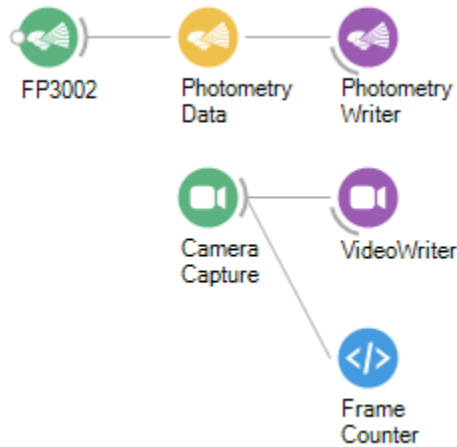 FP3002
Photometry
Data
Photometry
Writer
Camera
Capture
VideoWriter
</>
Frame
Counter